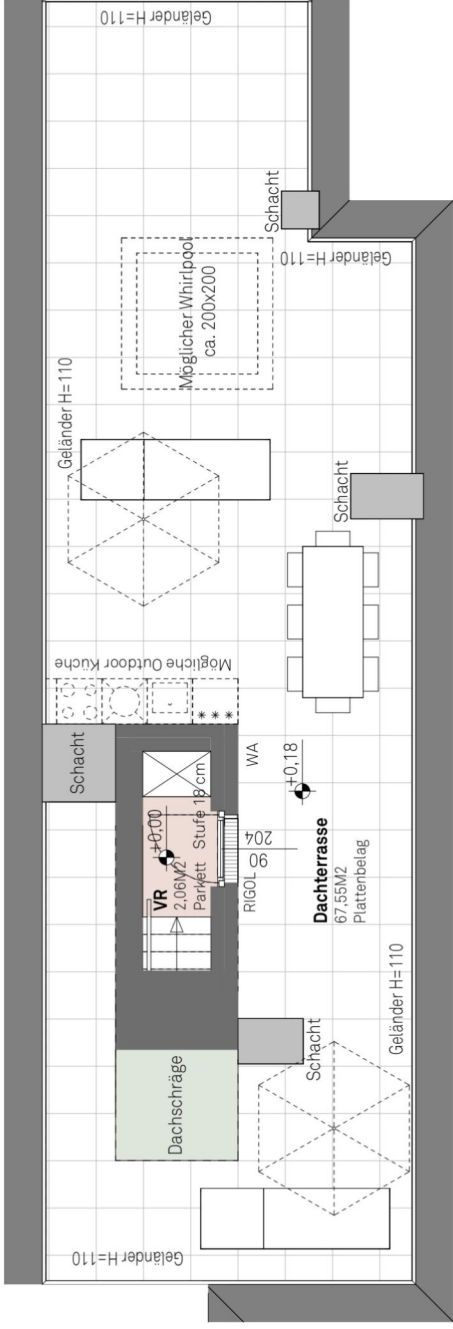 Geländer H=110
Schacht
Geländer H=110
Möglicher Whirlpool
ca. 200x200
Geländer H=110
Schacht
Mögliche Outdoor Küche
***
Schacht
WA
+0,18
VR
2,06M2
Parkett
+0,00
Stufe 18 cm
90
204
RIGOL
Dachterrasse
67,55M2
Plattenbelag
Geländer H=110
Schacht
Dachschräge
Geländer H=110